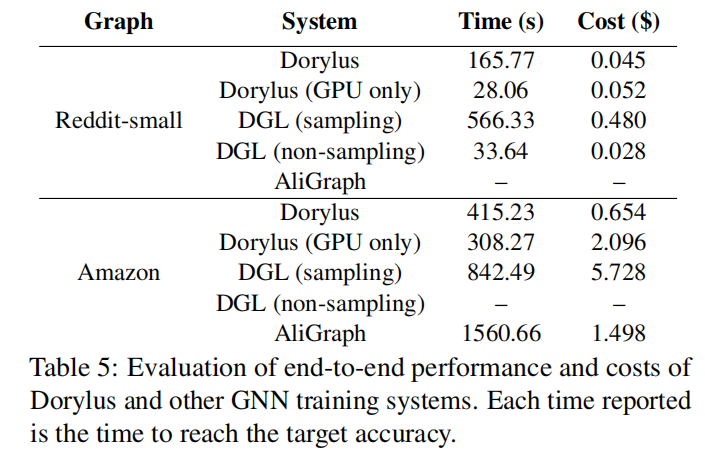 Graph System Time (s) Cost ($)
Dorylus 165.77 0.045
Dorylus (GPU only) 28.06 0.052
Reddit-small DGL (sampling) 566.33 0.480
DGL (non-sampling) 33.64 0.028
AliGraph – –
Dorylus 415.23 0.654
Dorylus (GPU only) 308.27 2.096
Amazon DGL (sampling) 842.49 5.728
DGL (non-sampling) – –
AliGraph 1560.66 1.498
Table 5: Evaluation of end-to-end performance and costs of
Dorylus and other GNN training systems. Each time reported
is the time to reach the target accuracy.